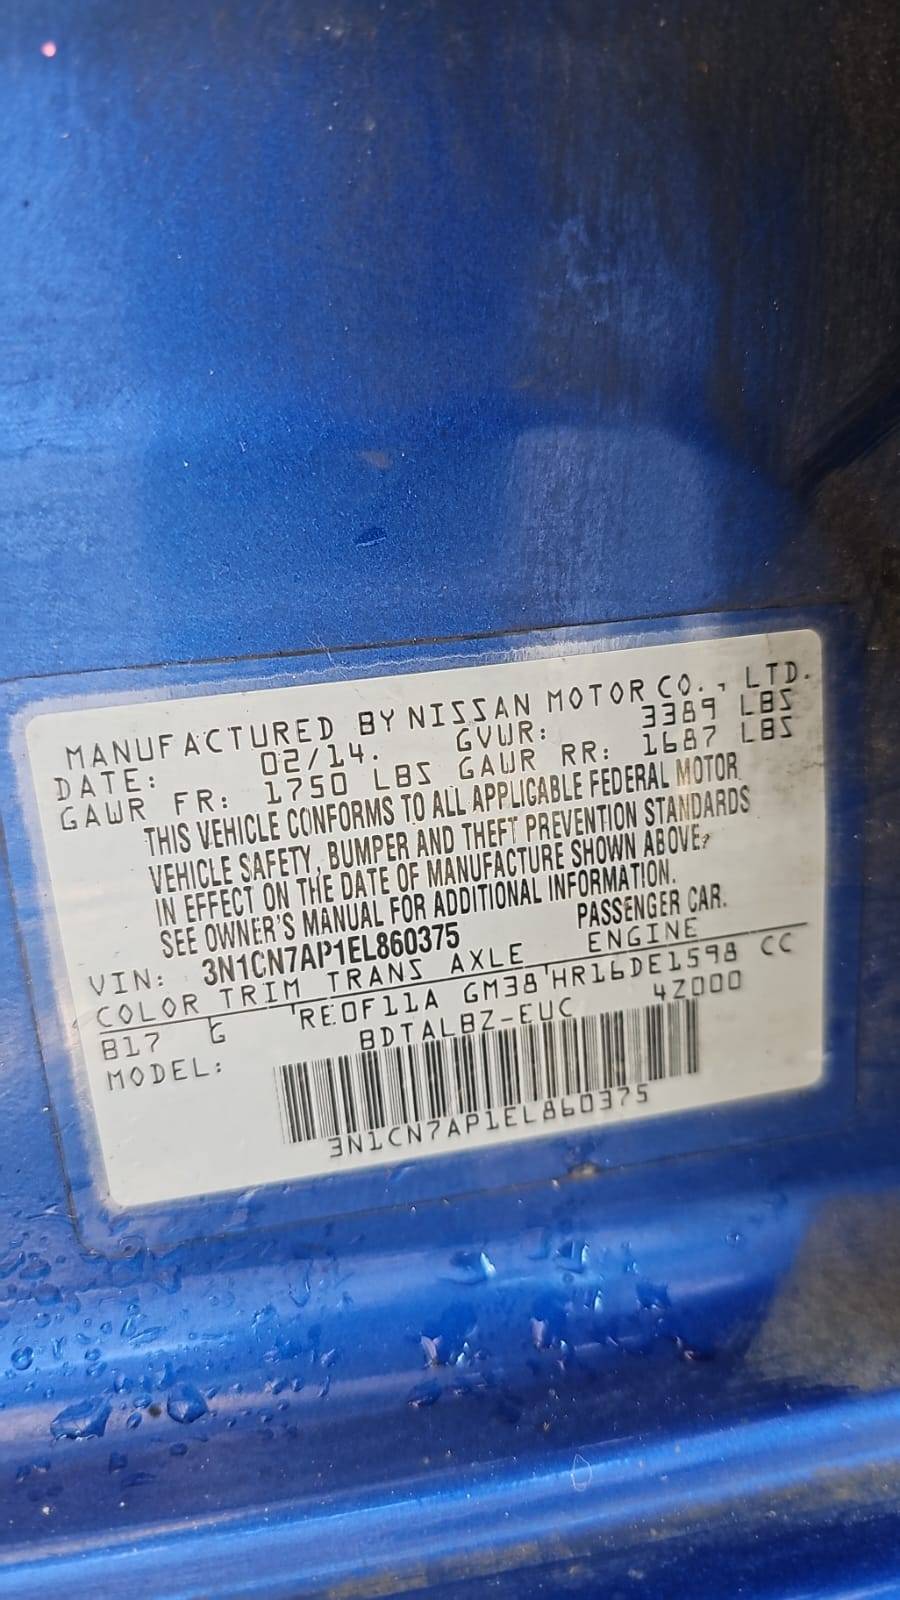 MANUFACTURED BY NISSAN MOTOR CO., LTD.
DATE: 02/14. GVWR: 3389 LBS
GAWR FR: 1750 LBS GAWR RR: 1687 LBS
THIS VEHICLE CONFORMS TO ALL APPLICABLE FEDERAL MOTOR
VEHICLE SAFETY, BUMPER AND THEFT PREVENTION STANDARDS
IN EFFECT ON THE DATE OF MANUFACTURE SHOWN ABOVE.
SEE OWNER'S MANUAL FOR ADDITIONAL INFORMATION.
VIN: 3N1CN7AP1EL860375 PASSENGER CAR.
COLOR TRIM TRANS AXLE ENGINE
B17 G RE0F11A GM38 HR16DE1598 CC
MODEL: BDTALBZ-EUC 4Z000
3N1CN7AP1EL860375